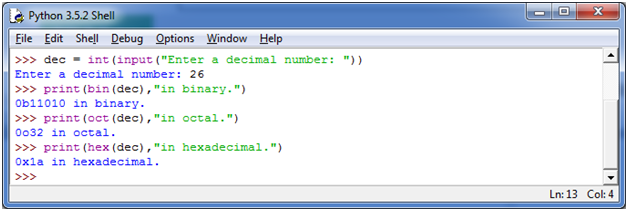 Python 3.5.2 Shell
File Edit Shell Debug Options Window Help
>>> dec = int(input("Enter a decimal number: "))
Enter a decimal number: 26
>>> print(bin(dec),"in binary.")
0b11010 in binary.
>>> print(oct(dec),"in octal.")
0o32 in octal.
>>> print(hex(dec),"in hexadecimal.")
0x1a in hexadecimal.
>>>
Ln: 13 Col: 4